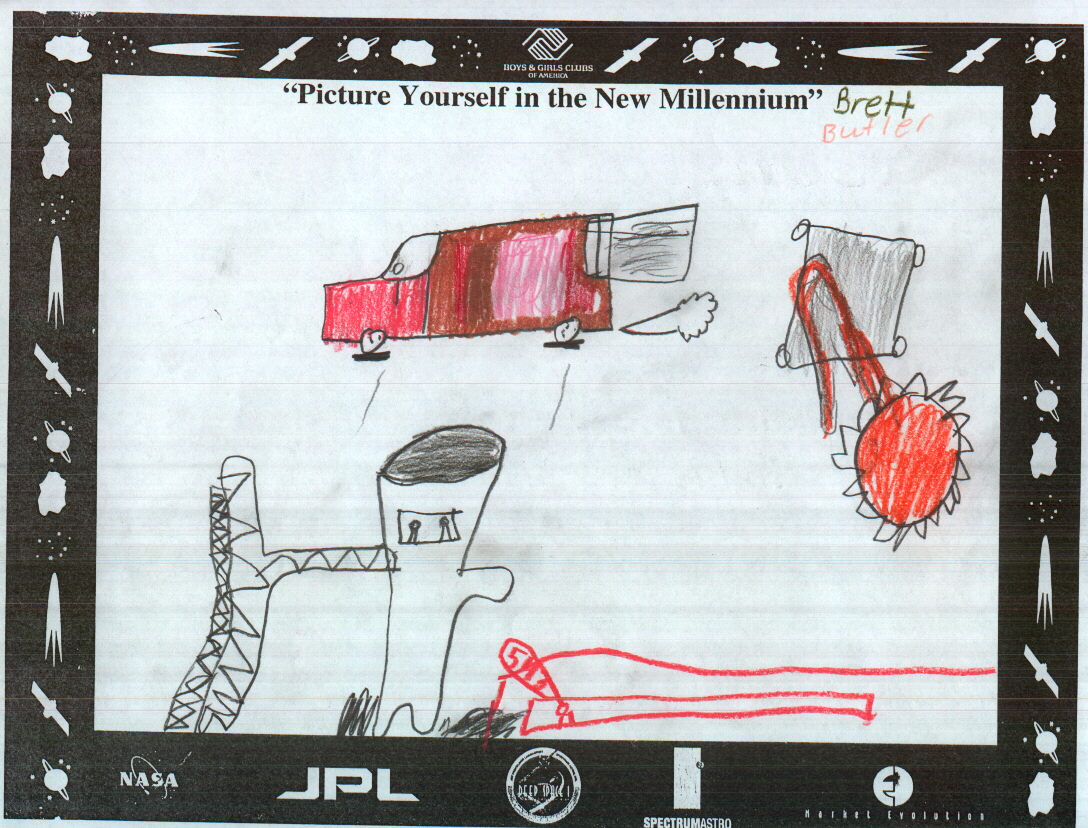 BOYS & GIRLS CLUBS
OF AMERICA
"Picture Yourself in the New Millennium" Brett
Butler
NASA
JPL
DEEP SPACE 1
SPECTRUMASTRO
Market Evolution